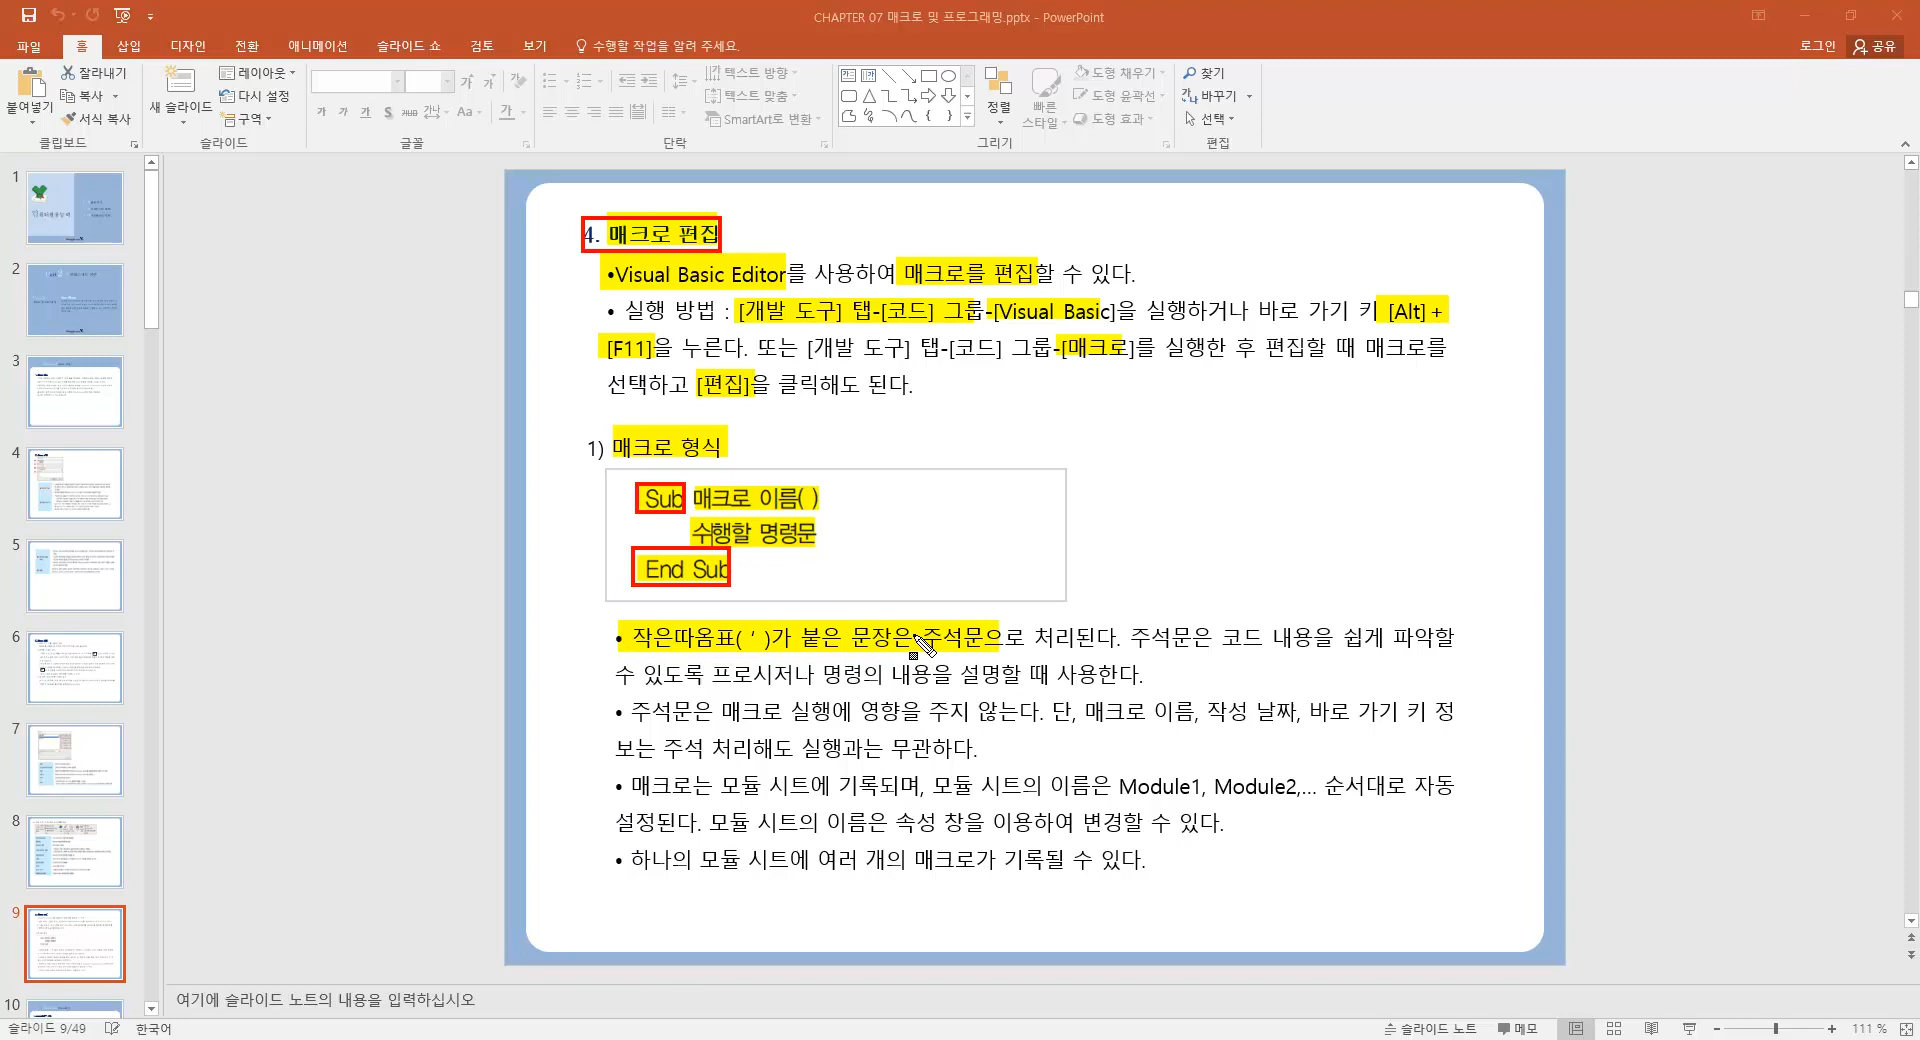 CHAPTER 07 매크로 및 프로그래밍.pptx - PowerPoint
파일 홈 삽입 디자인 전환 애니메이션 슬라이드 쇼 검토 보기 수행할 작업을 알려 주세요. 로그인 공유
붙여넣기 잘라내기 복사 서식 복사 클립보드
새 슬라이드 레이아웃 다시 설정 구역 슬라이드
가 가 가 S abc 간 Aa 가 글꼴
텍스트 방향 텍스트 맞춤 SmartArt로 변환 단락
정렬 빠른 스타일 도형 채우기 도형 윤곽선 도형 효과 그리기
찾기 바꾸기 선택 편집
1
2
3
4
5
6
7
8
9
10
4. 매크로 편집
•Visual Basic Editor를 사용하여 매크로를 편집할 수 있다.
• 실행 방법 : [개발 도구] 탭-[코드] 그룹-[Visual Basic]을 실행하거나 바로 가기 키 [Alt] +
[F11]을 누른다. 또는 [개발 도구] 탭-[코드] 그룹-[매크로]를 실행한 후 편집할 때 매크로를
선택하고 [편집]을 클릭해도 된다.
1) 매크로 형식
Sub 매크로 이름( )
수행할 명령문
End Sub
• 작은따옴표( ‘ )가 붙은 문장은 주석문으로 처리된다. 주석문은 코드 내용을 쉽게 파악할
수 있도록 프로시저나 명령의 내용을 설명할 때 사용한다.
• 주석문은 매크로 실행에 영향을 주지 않는다. 단, 매크로 이름, 작성 날짜, 바로 가기 키 정
보는 주석 처리해도 실행과는 무관하다.
• 매크로는 모듈 시트에 기록되며, 모듈 시트의 이름은 Module1, Module2,... 순서대로 자동
설정된다. 모듈 시트의 이름은 속성 창을 이용하여 변경할 수 있다.
• 하나의 모듈 시트에 여러 개의 매크로가 기록될 수 있다.
여기에 슬라이드 노트의 내용을 입력하십시오
슬라이드 9/49 한국어 슬라이드 노트 메모 111 %